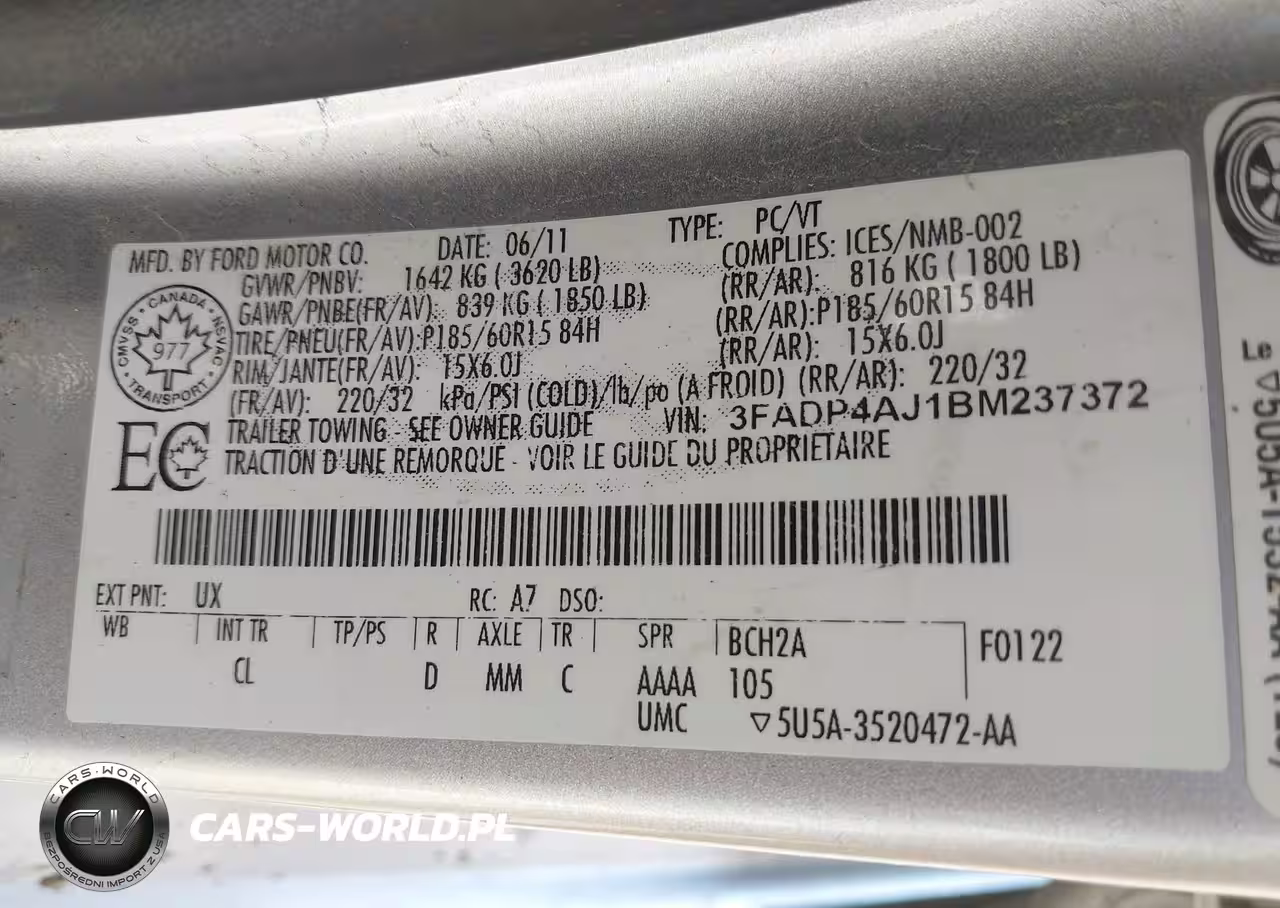 MFD. BY FORD MOTOR CO. DATE: 06/11 TYPE: PC/VT
GVWR/PNBV: 1642 KG ( 3620 LB) COMPLIES: ICES/NMB-002
GAWR/PNBE(FR/AV): 839 KG ( 1850 LB) (RR/AR): 816 KG ( 1800 LB)
TIRE/PNEU(FR/AV):P185/60R15 84H (RR/AR):P185/60R15 84H
RIM/JANTE(FR/AV): 15X6.0J (RR/AR): 15X6.0J
(FR/AV): 220/32 kPa/PSI (COLD)/lb/po (A FROID) (RR/AR): 220/32
TRAILER TOWING - SEE OWNER GUIDE VIN: 3FADP4AJ1BM237372
TRACTION D'UNE REMORQUE - VOIR LE GUIDE DU PROPRIETAIRE
CANADA
CMVSS · NSVAC
977
TRANSPORT
EC
EXT PNT: UX RC: A7 DSO:
WB INT TR TP/PS R AXLE TR SPR BCH2A F0122
CL D MM C AAAA 105
UMC ▽5U5A-3520472-AA
CARS-WORLD
CW
BEZPOŚREDNI IMPORT Z USA
CARS-WORLD.PL